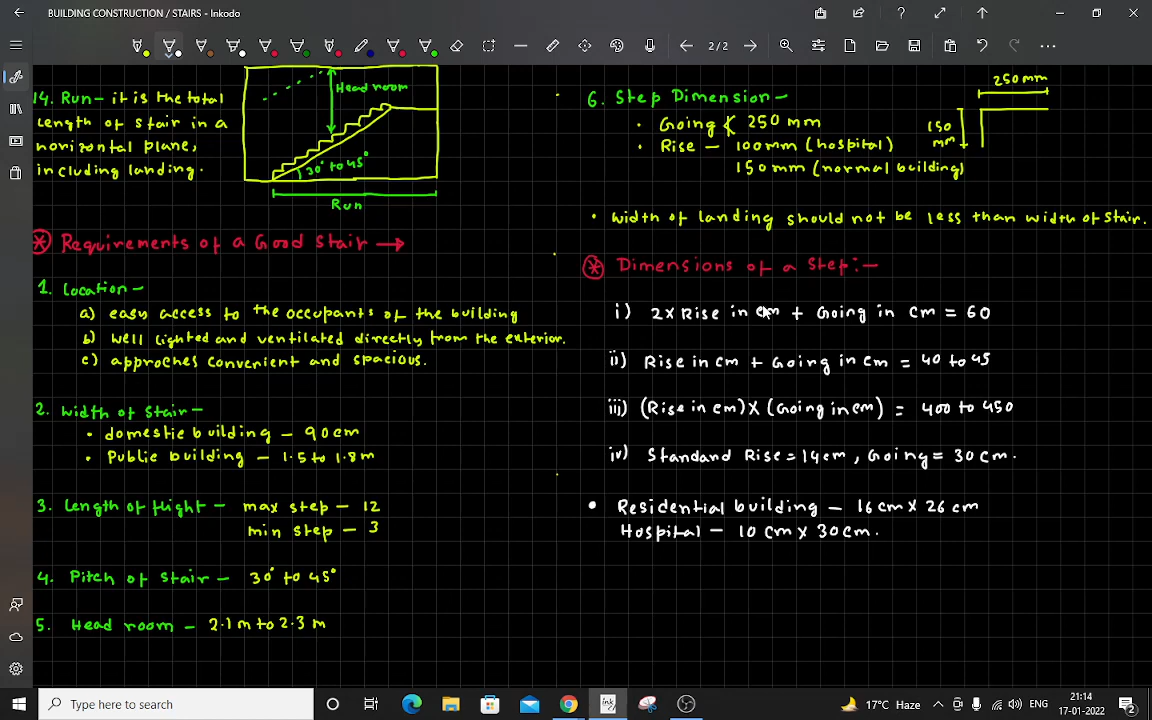 BUILDING CONSTRUCTION / STAIRS / Inkodo
2/2
14. Run- it is the total
length of stair in a
horizontal plane,
including landing.
Head room
30° to 45°
Run
Requirements of a Good Stair →
1. Location -
a) easy access to the occupants of the building
b) well lighted and ventilated directly from the exterior.
c) approches convenient and spacious.
2. Width of Stair -
• domestic building - 90 cm
• Public building - 1.5 to 1.8 m
3. Length of flight - max step - 12
min step - 3
4. Pitch of Stair - 30° to 45°
5. Head room - 2.1 m to 2.3 m
6. Step Dimension -
• Going ≮ 250 mm
• Rise - 100 mm (hospital)
150 mm (normal building)
250 mm
150
mm
• Width of landing should not be less than width of stair.
Dimensions of a Step:-
i) 2 x Rise in cm + Going in cm = 60
ii) Rise in cm + Going in cm = 40 to 45
iii) (Rise in cm) X (Going in cm) = 400 to 450
iv) Standard Rise = 14 cm, Going = 30 cm.
• Residential building - 16 cm x 26 cm
Hospital - 10 cm x 30 cm.
Type here to search
17°C Haze
ENG
21:14
17-01-2022
2